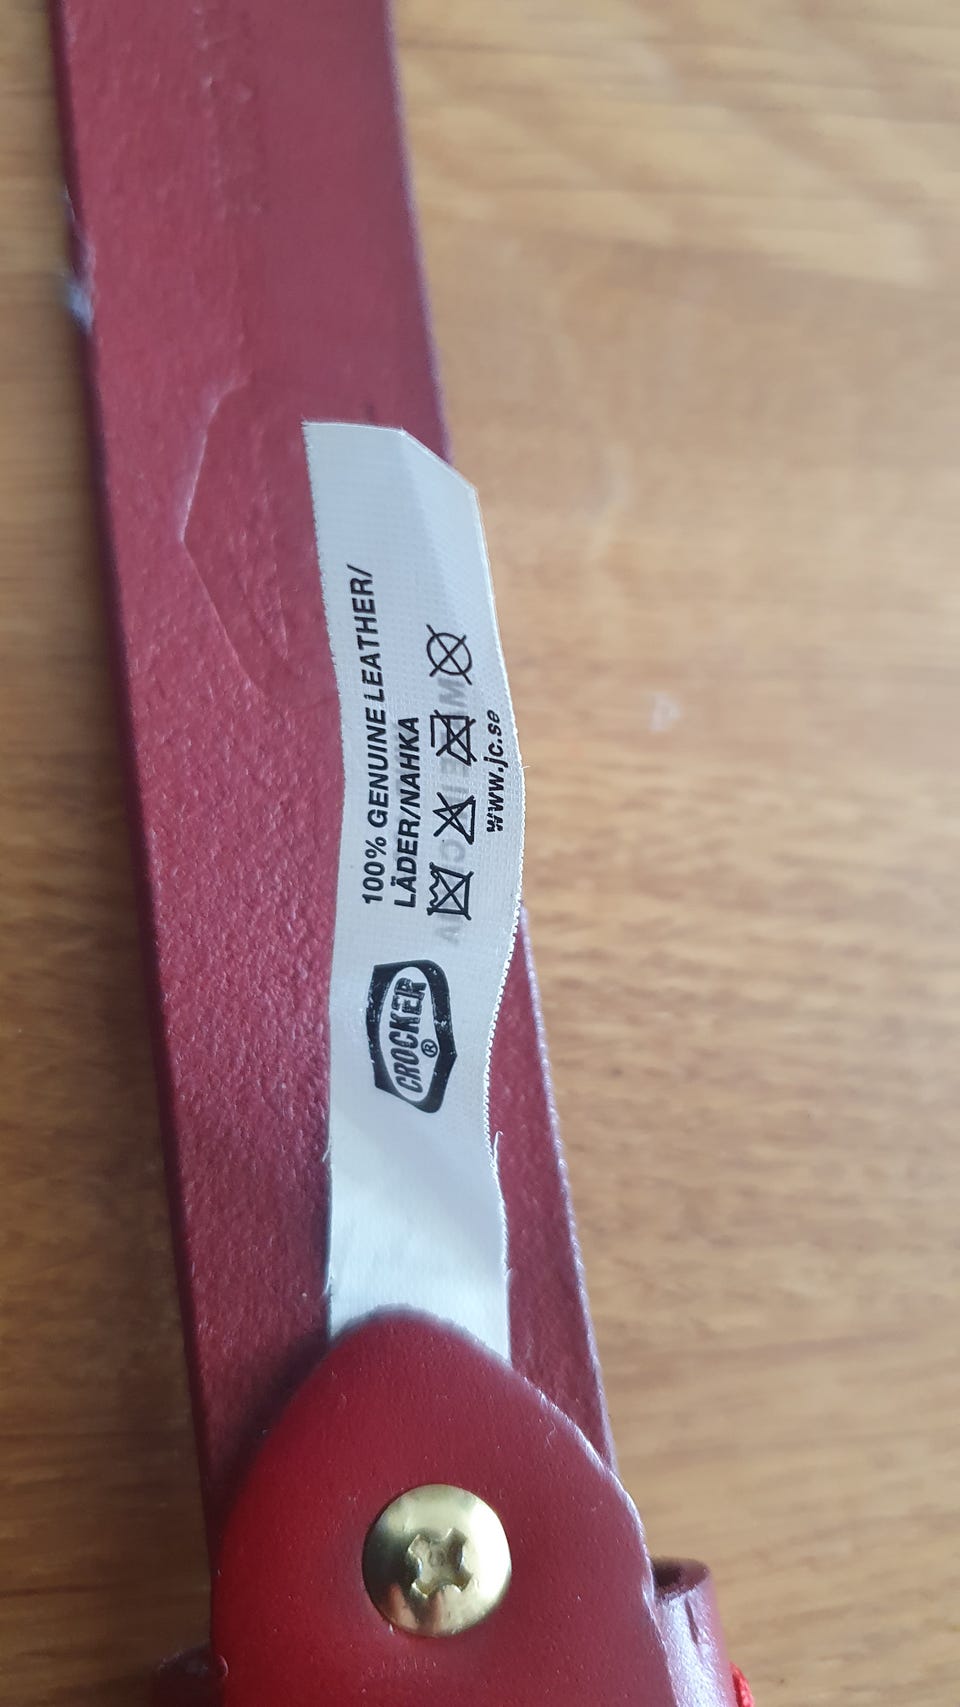 CROCKER®
100% GENUINE LEATHER/
LÄDER/NAHKA
www.jc.se